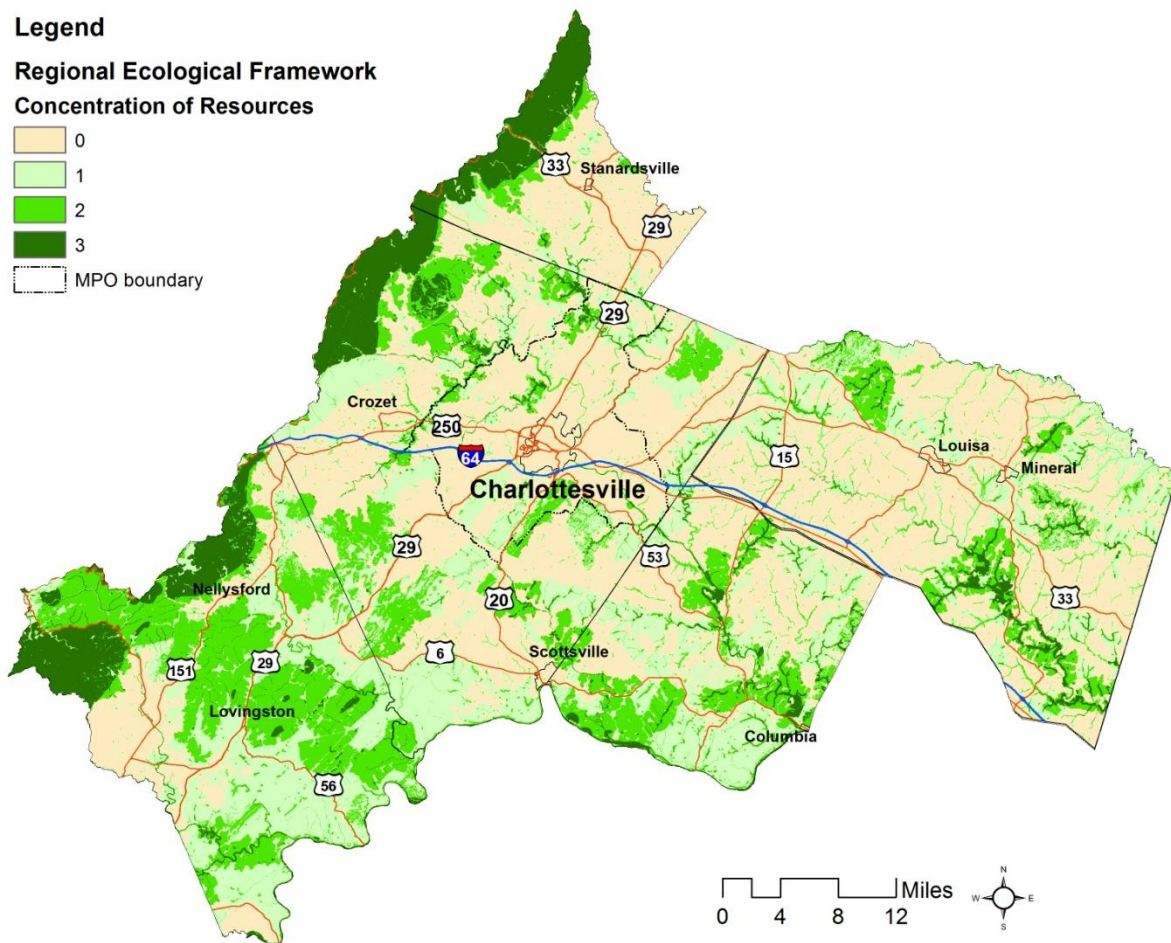 Legend
Regional Ecological Framework
Concentration of Resources
0
1
2
3
MPO boundary
33
Stanardsville
29
29
Crozet
250
64
Charlottesville
15
Louisa
Mineral
29
53
Nellysford
20
33
6
Scottsville
151
29
Lovingston
Columbia
56
Miles
0 4 8 12
N
W E
S